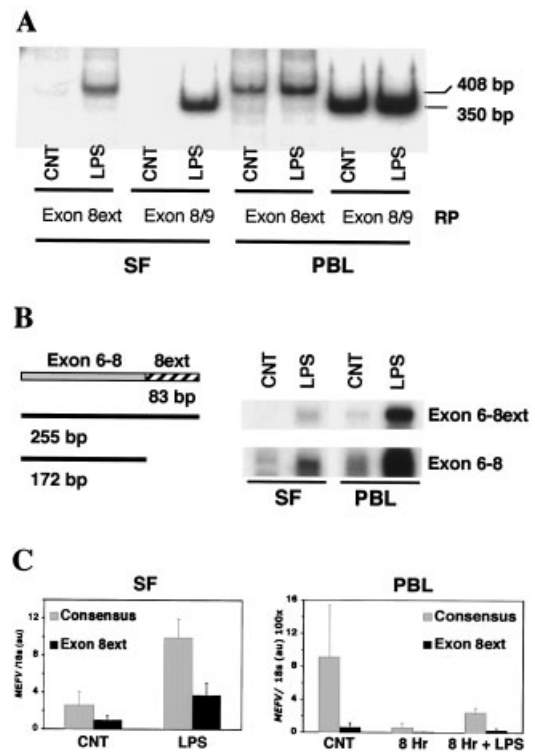 A
408 bp
350 bp
CNT LPS CNT LPS CNT LPS CNT LPS
Exon 8ext Exon 8/9 Exon 8ext Exon 8/9 RP
SF PBL
B
Exon 6-8 8ext
83 bp
255 bp
172 bp
CNT LPS CNT LPS
Exon 6-8ext
Exon 6-8
SF PBL
C
SF
MEFV/18s (au)
12
8
4
0
Consensus
Exon 8ext
CNT LPS
PBL
MEFV/ 18s (au) 100x
16
12
8
4
0
Consensus
Exon 8ext
CNT 8 Hr 8 Hr + LPS